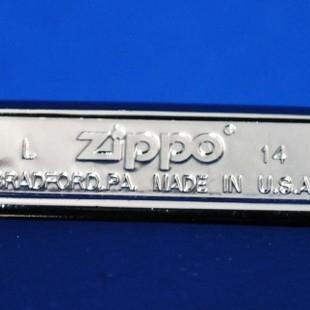 L Zippo® 14
BRADFORD,PA. MADE IN U.S.A